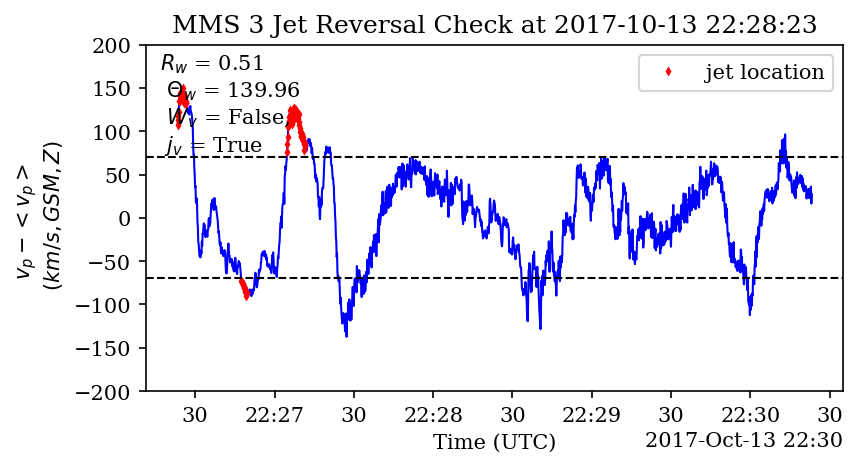 MMS 3 Jet Reversal Check at 2017-10-13 22:28:23
R_w = 0.51
Θ_w = 139.96
W_v = False,
j_v = True
jet location
v_p − <v_p>
(km/s, GSM, Z)
200
150
100
50
0
−50
−100
−150
−200
30 22:27 30 22:28 30 22:29 30 22:30 30
Time (UTC)
2017-Oct-13 22:30